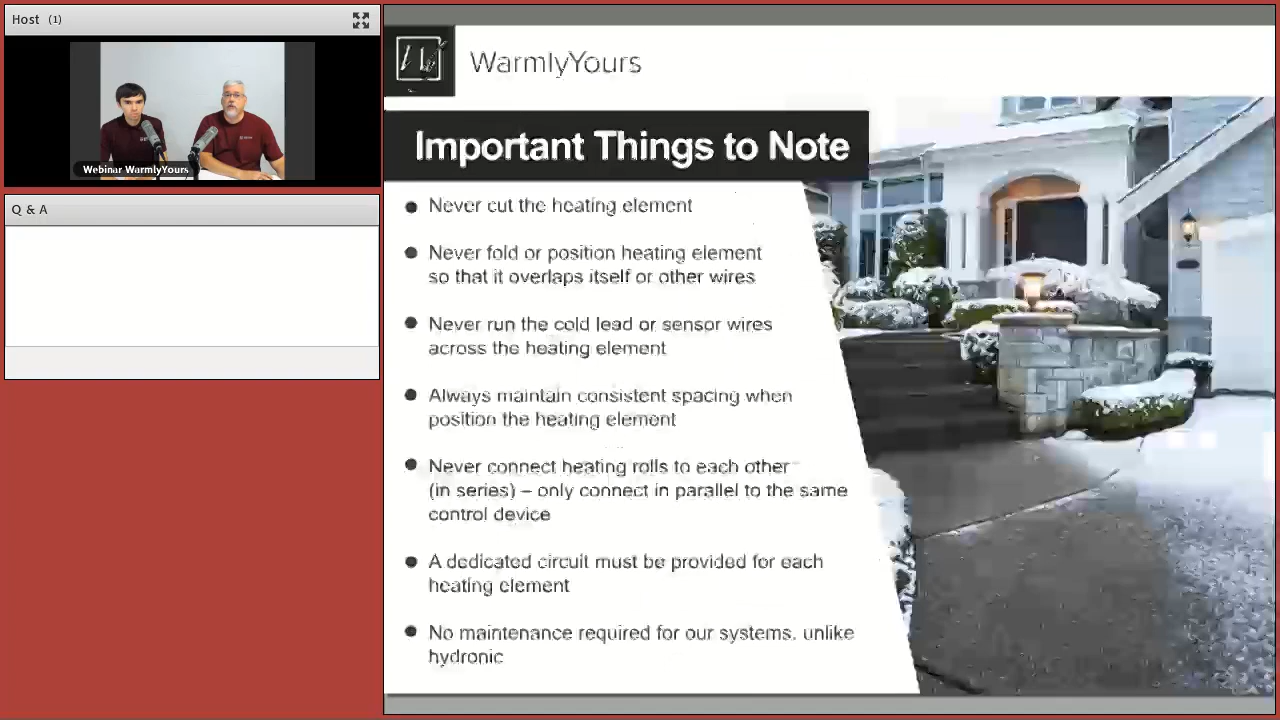 Host (1)
Webinar WarmlyYours
Q & A
WarmlyYours
Important Things to Note
Never cut the heating element
Never fold or position heating element
so that it overlaps itself or other wires
Never run the cold lead or sensor wires
across the heating element
Always maintain consistent spacing when
position the heating element
Never connect heating rolls to each other
(in series) – only connect in parallel to the same
control device
A dedicated circuit must be provided for each
heating element
No maintenance required for our systems, unlike
hydronic